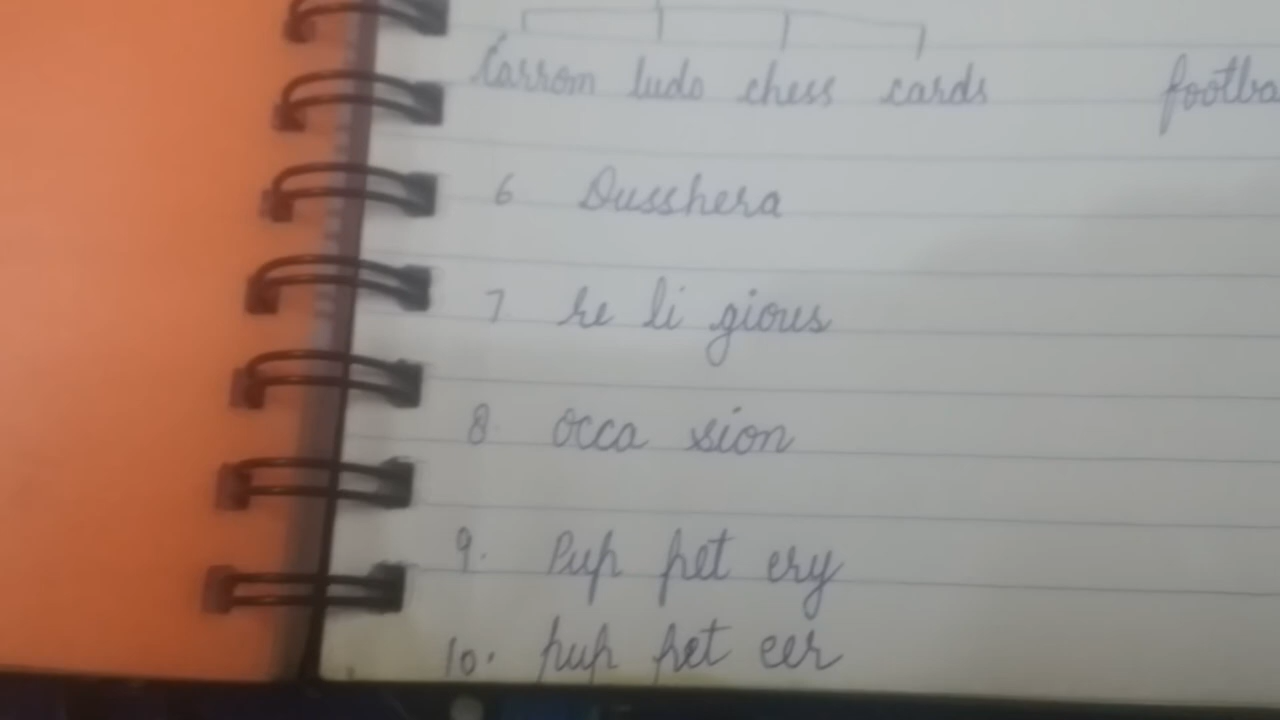 Carrom ludo chess cards footba
6 Dusshera
7 re li gious
8 occa sion
9. Pup pet ery
10. pup pet eer